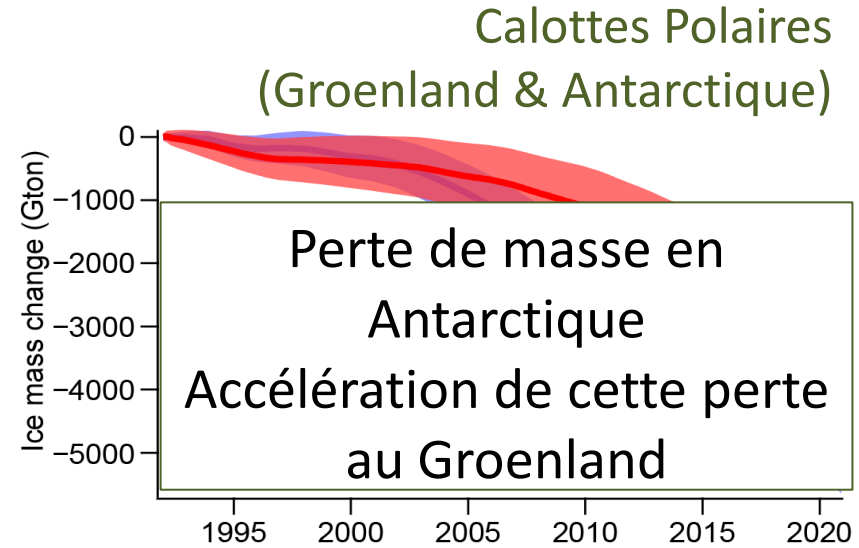 Calottes Polaires
(Groenland & Antarctique)
Ice mass change (Gton)
0
−1000
−2000
−3000
−4000
−5000
Perte de masse en
Antarctique
Accélération de cette perte
au Groenland
1995 2000 2005 2010 2015 2020